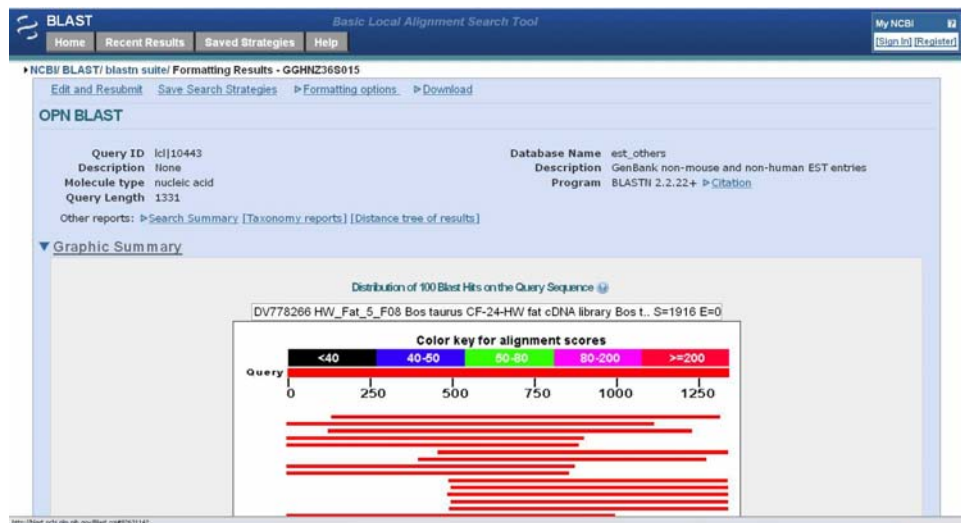 BLAST
Basic Local Alignment Search Tool
My NCBI
Home Recent Results Saved Strategies Help
[Sign In] [Register]
NCBI/ BLAST/ blastn suite/ Formatting Results - GGHNZ36S015
Edit and Resubmit Save Search Strategies Formatting options Download
OPN BLAST
Query ID lcl|10443
Description None
Molecule type nucleic acid
Query Length 1331
Database Name est_others
Description GenBank non-mouse and non-human EST entries
Program BLASTN 2.2.22+ Citation
Other reports: Search Summary [Taxonomy reports] [Distance tree of results]
Graphic Summary
Distribution of 100 Blast Hits on the Query Sequence
DV778266 HW_Fat_5_F08 Bos taurus CF-24-HW fat cDNA library Bos t.. S=1916 E=0
Color key for alignment scores
<40 40-50 50-80 80-200 >=200
Query
0 250 500 750 1000 1250